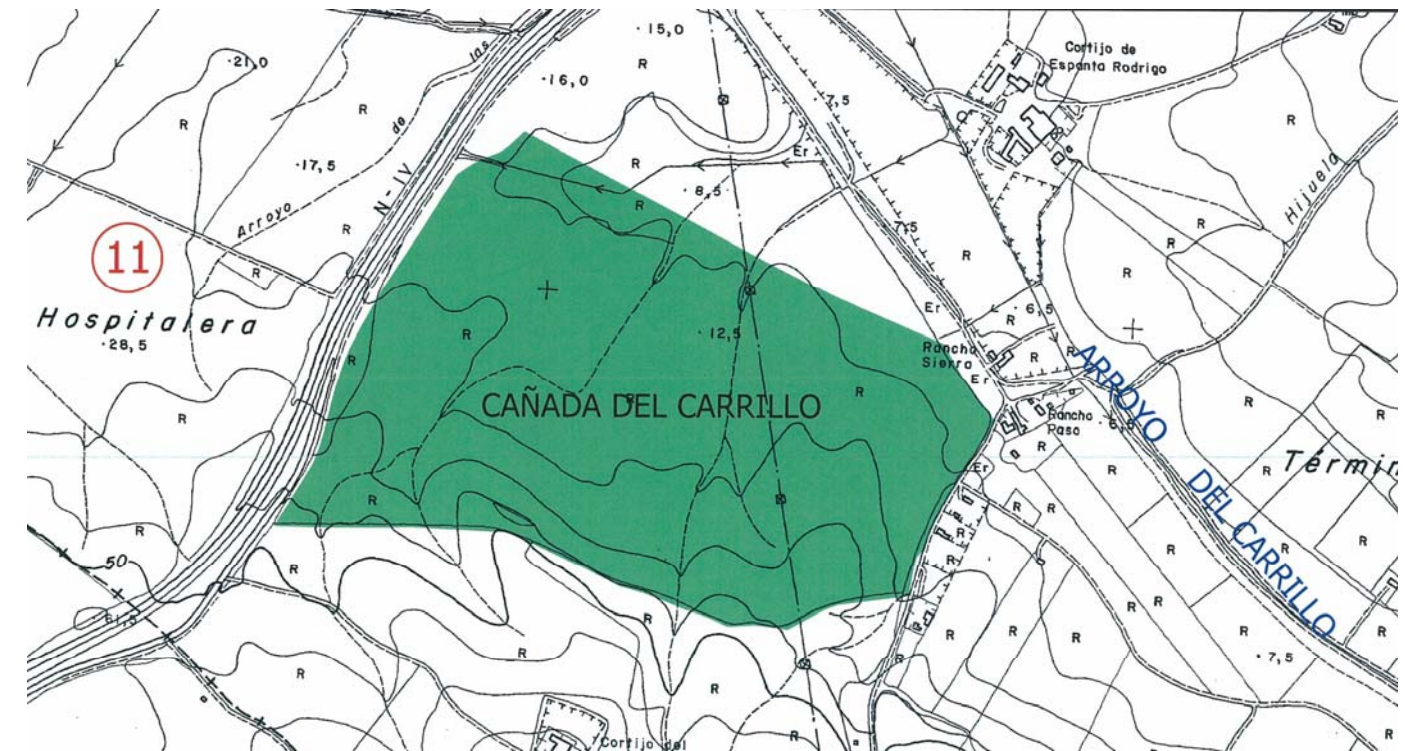 ·15,0
·21,0
·16,0
las
R
Cortijo de
Espanta Rodrigo
7,5
R
R
de
·17,5
N-IV
Er
R
R
·8,5·
R
R
Hijuela
Arroyo
R
7,5
R
R
R
11
R
R
R
Hospitalera
·28,5
R
R
·12,5
Er
·6,5
R
Rancho
Sierra
Er
R
R
ARROYO
CAÑADA DEL CARRILLO
R
R
R
R
R
Rancho
Paso
·6,5
R
R
Er
R
R
Términ
DEL CARRILLO
R
R
R
R
R
R
R
R
50
·61,5
R
R
R
R
R
R
R
R
R
R
R
·7,5
R
R
R
R
R
R
Cortijo del